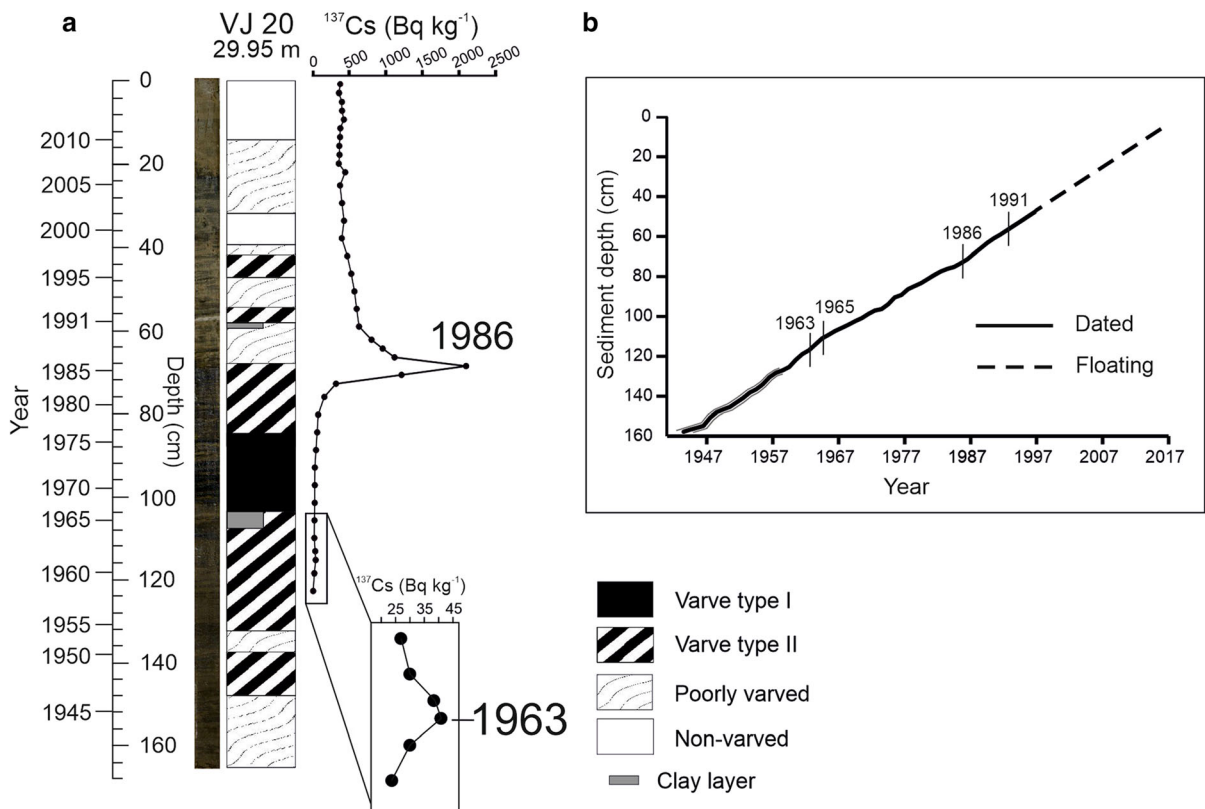 a
VJ 20
29.95 m
¹³⁷Cs (Bq kg⁻¹)
0 500 1000 1500 2000 2500
Year
2010
2005
2000
1995
1991
1985
1980
1975
1970
1965
1960
1955
1950
1945
Depth (cm)
0
20
40
60
80
100
120
140
160
1986
¹³⁷Cs (Bq kg⁻¹)
25 35 45
1963
b
Sediment depth (cm)
0
20
40
60
80
100
120
140
160
1991
1986
1963 1965
Dated
Floating
1947 1957 1967 1977 1987 1997 2007 2017
Year
Varve type I
Varve type II
Poorly varved
Non-varved
Clay layer